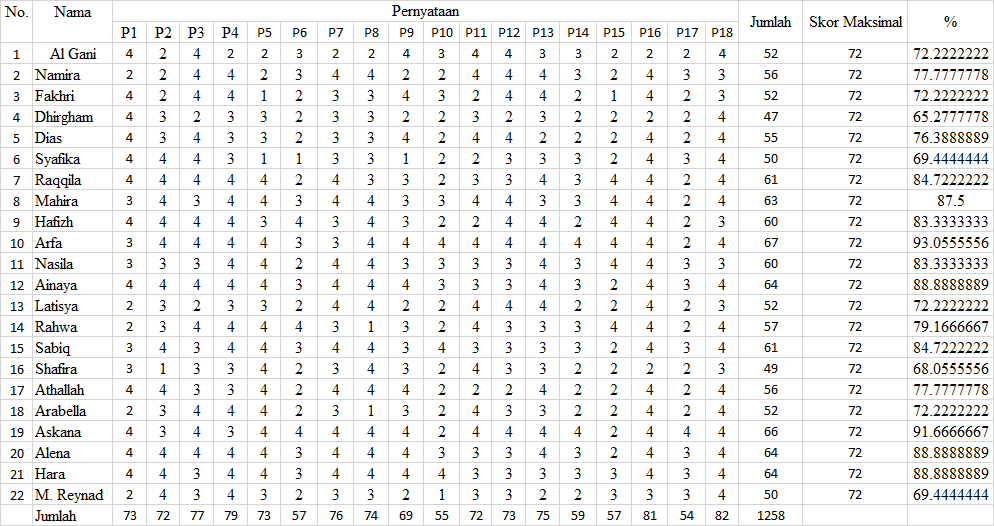 No. Nama Pernyataan Jumlah Skor Maksimal %
P1 P2 P3 P4 P5 P6 P7 P8 P9 P10 P11 P12 P13 P14 P15 P16 P17 P18
1 Al Gani 4 2 4 2 2 3 2 2 4 3 4 4 3 3 2 2 2 4 52 72 72.2222222
2 Namira 2 2 4 4 2 3 4 4 2 2 4 4 4 3 2 4 3 3 56 72 77.7777778
3 Fakhri 4 2 4 4 1 2 3 3 4 3 2 4 4 2 1 4 2 3 52 72 72.2222222
4 Dhirgham 4 3 2 3 3 2 3 3 2 2 3 2 3 2 2 2 2 4 47 72 65.2777778
5 Dias 4 3 4 3 3 2 3 3 4 2 4 4 2 2 2 4 2 4 55 72 76.3888889
6 Syafika 4 4 4 3 1 1 3 3 1 2 2 3 3 3 2 4 3 4 50 72 69.4444444
7 Raqqila 4 4 4 4 4 2 4 3 3 2 3 3 4 3 4 4 2 4 61 72 84.7222222
8 Mahira 3 4 3 4 4 3 4 4 3 3 4 4 3 4 4 4 2 4 63 72 87.5
9 Hafizh 4 4 4 4 3 4 3 4 3 2 2 4 4 2 4 4 2 3 60 72 83.3333333
10 Arfa 3 4 4 4 4 3 3 4 4 4 4 4 4 4 4 4 2 4 67 72 93.0555556
11 Nasila 3 3 3 4 4 2 4 4 3 3 3 3 4 3 4 4 3 3 60 72 83.3333333
12 Ainaya 4 4 4 4 4 3 4 4 4 3 3 3 4 4 2 4 2 4 64 72 88.8888889
13 Latisya 2 3 2 3 3 2 4 4 2 2 4 4 4 2 2 4 2 3 52 72 72.2222222
14 Rahwa 2 3 4 4 4 4 3 1 3 2 4 3 3 3 4 4 2 4 57 72 79.1666667
15 Sabiq 3 4 3 4 4 3 4 4 3 4 3 3 3 3 2 4 3 4 61 72 84.7222222
16 Shafira 3 1 3 3 4 2 3 4 3 2 4 3 2 2 2 2 3 3 49 72 68.0555556
17 Athallah 4 4 3 3 4 2 4 4 4 2 2 2 4 2 2 4 2 4 56 72 77.7777778
18 Arabella 2 3 4 4 4 2 3 1 3 2 4 3 3 2 2 4 2 4 52 72 72.2222222
19 Askana 4 3 4 3 4 4 4 4 4 2 4 4 4 4 2 4 4 4 66 72 91.6666667
20 Alena 4 4 4 4 4 3 4 4 4 3 3 3 4 4 2 4 2 4 64 72 88.8888889
21 Hara 4 4 3 4 4 3 4 4 4 4 3 3 3 3 3 4 3 4 64 72 88.8888889
22 M. Reynad 2 4 3 4 3 2 3 3 2 1 3 3 2 2 3 3 3 4 50 72 69.4444444
Jumlah 73 72 77 79 73 57 76 74 69 55 72 73 75 59 57 81 54 82 1258